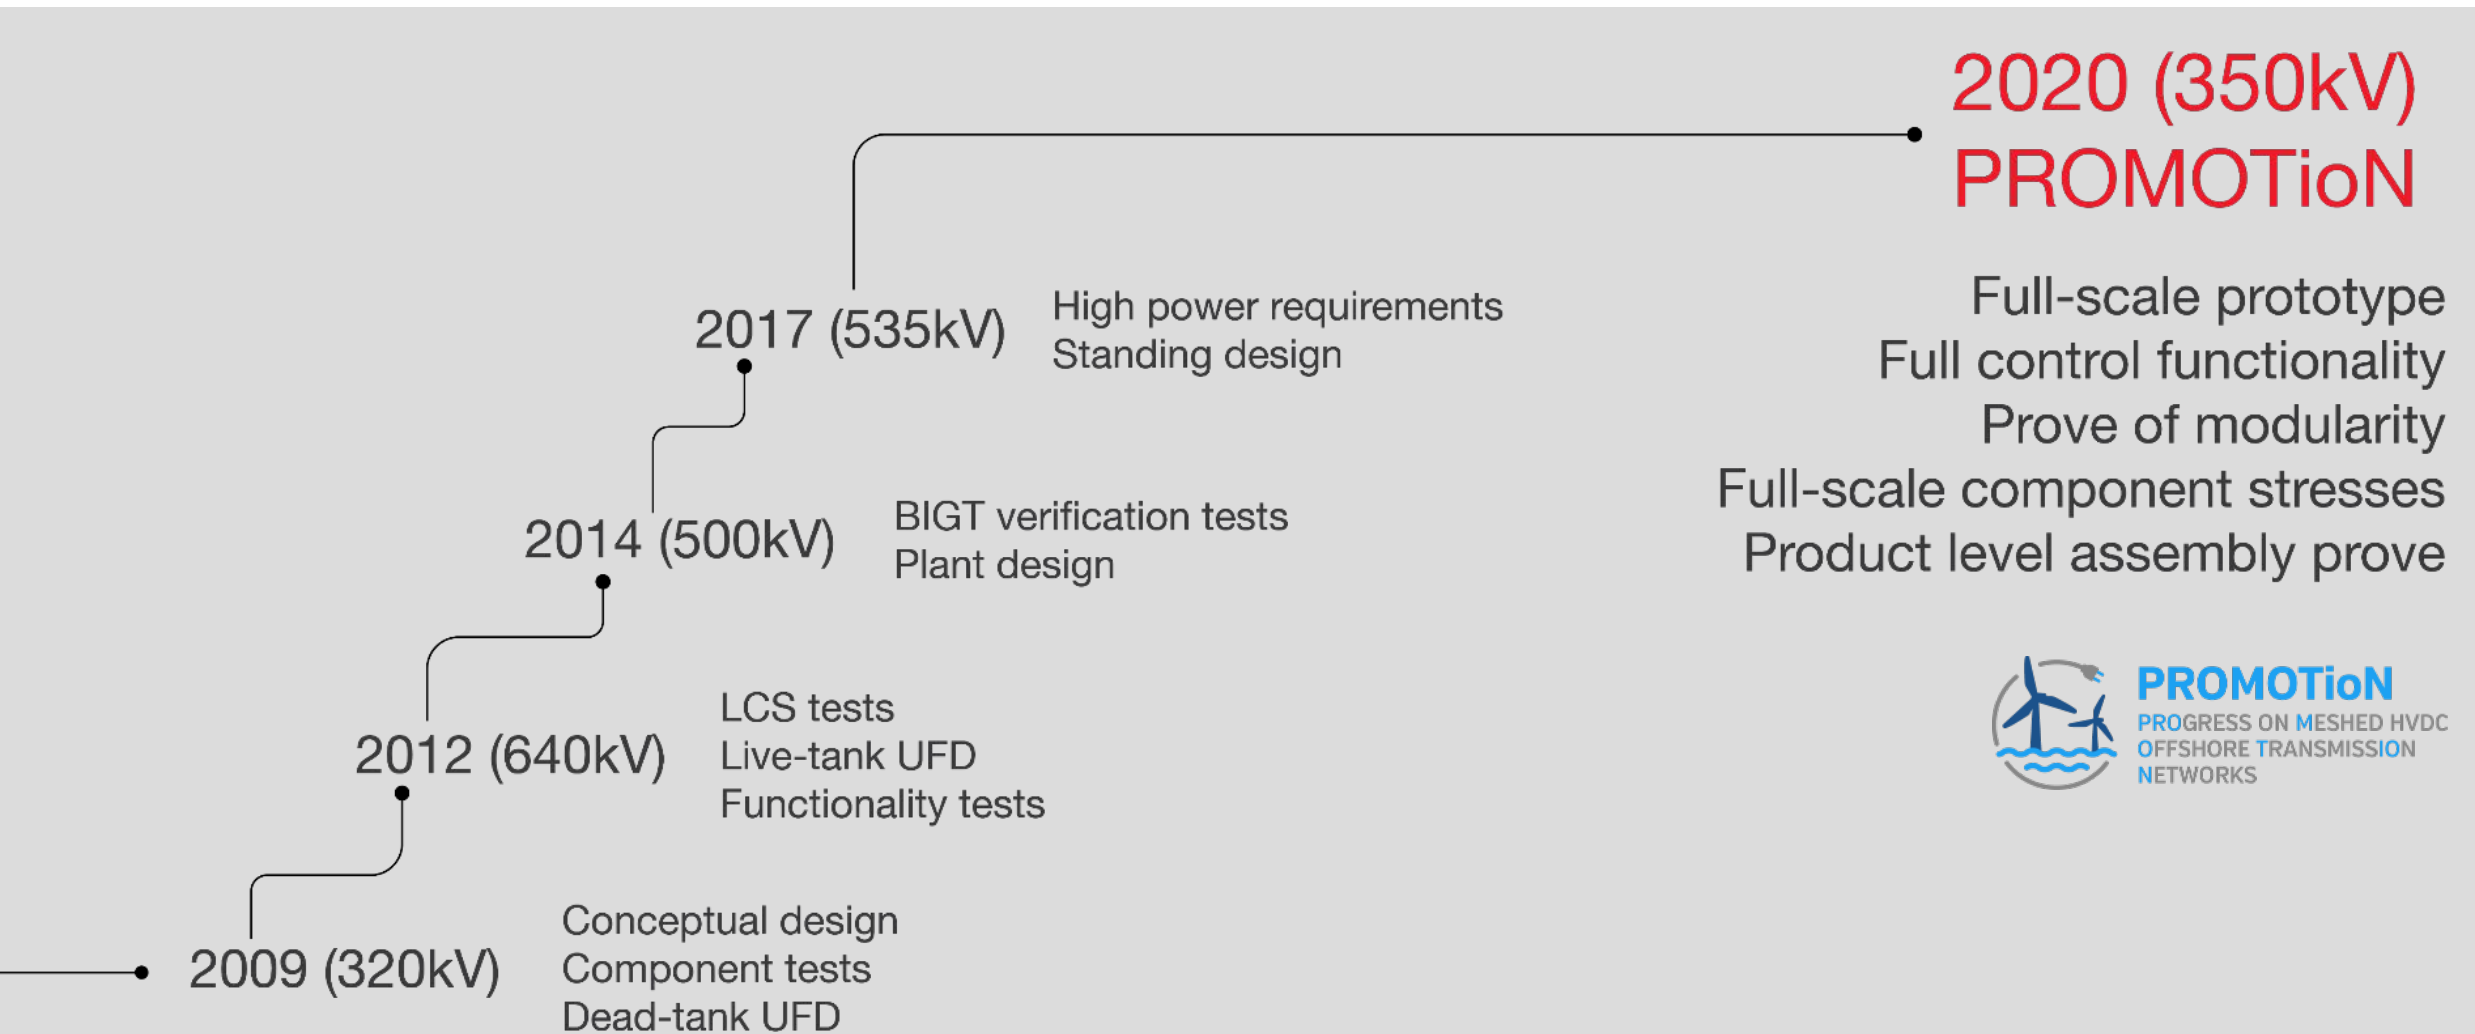 2020 (350kV)
PROMOTioN
Full-scale prototype
Full control functionality
Prove of modularity
Full-scale component stresses
Product level assembly prove
2017 (535kV)
High power requirements
Standing design
2014 (500kV)
BIGT verification tests
Plant design
2012 (640kV)
LCS tests
Live-tank UFD
Functionality tests
2009 (320kV)
Conceptual design
Component tests
Dead-tank UFD
PROMOTioN
PROGRESS ON MESHED HVDC
OFFSHORE TRANSMISSION
NETWORKS